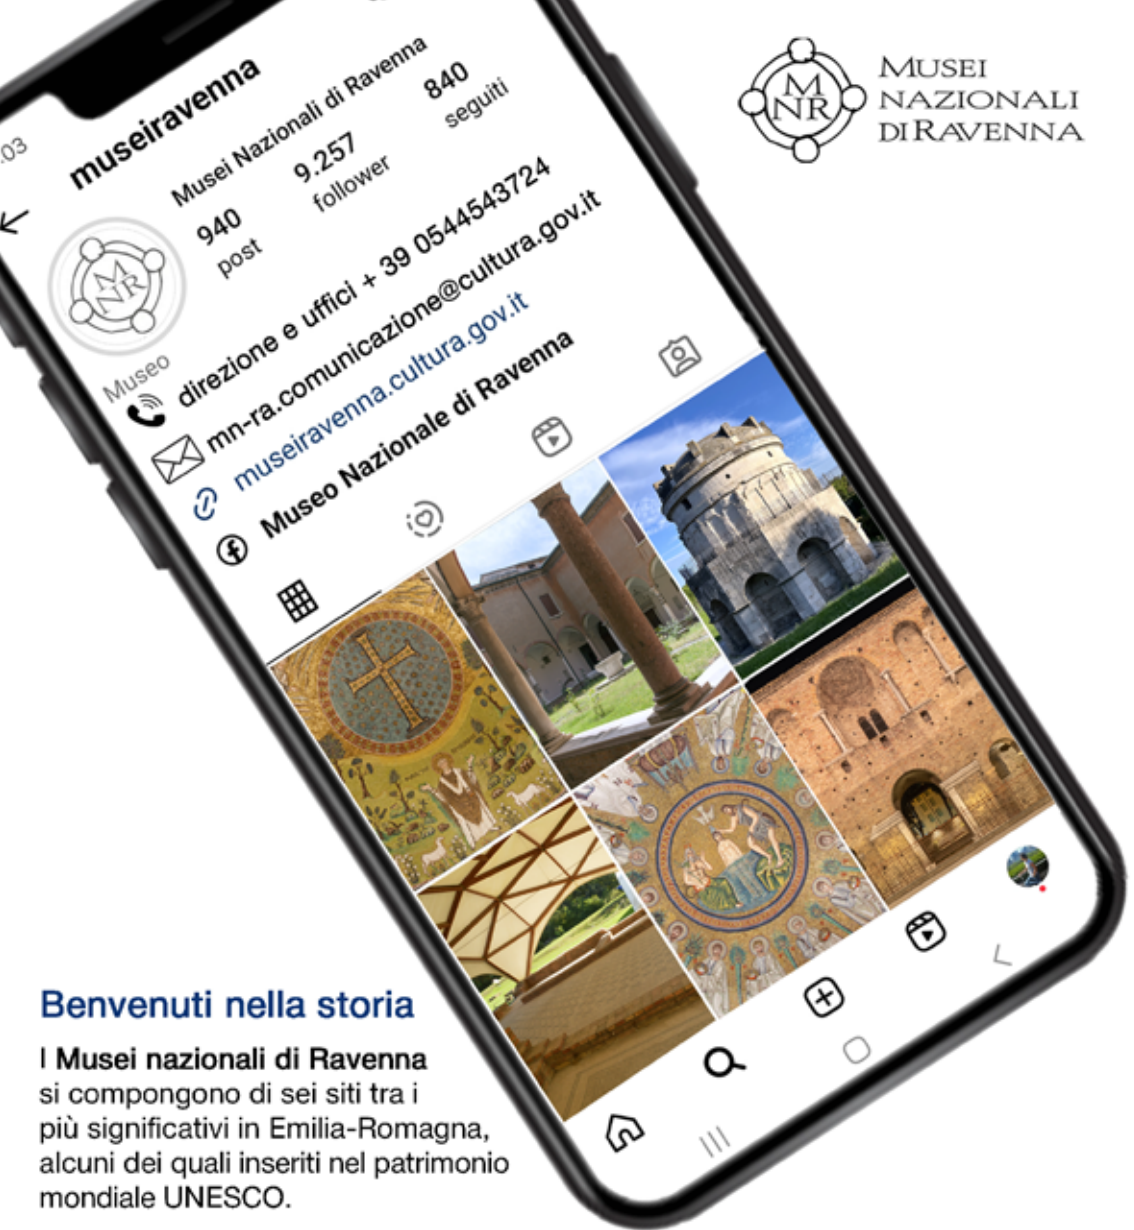 :03
museiravenna
Musei Nazionali di Ravenna
940
post
9.257
follower
840
seguiti
MNR
Museo
direzione e uffici + 39 0544543724
mn-ra.comunicazione@cultura.gov.it
museiravenna.cultura.gov.it
Museo Nazionale di Ravenna
MNR
MUSEI
NAZIONALI
DI RAVENNA
Benvenuti nella storia
I Musei nazionali di Ravenna
si compongono di sei siti tra i
più significativi in Emilia-Romagna,
alcuni dei quali inseriti nel patrimonio
mondiale UNESCO.